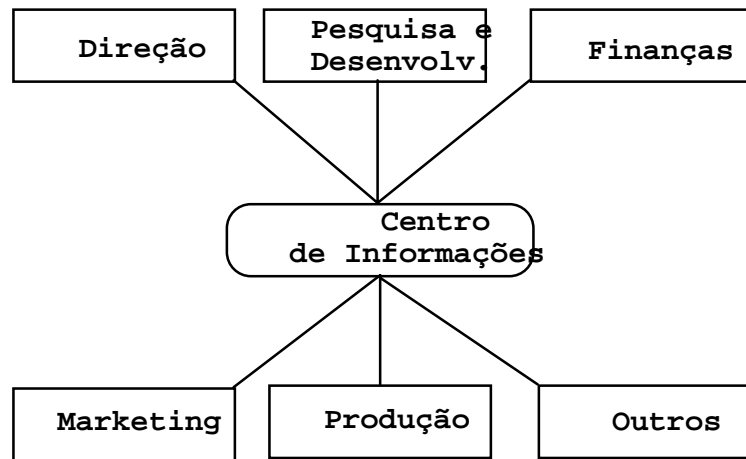 Direção
Pesquisa e
Desenvolv.
Finanças
Centro
de Informações
Marketing
Produção
Outros